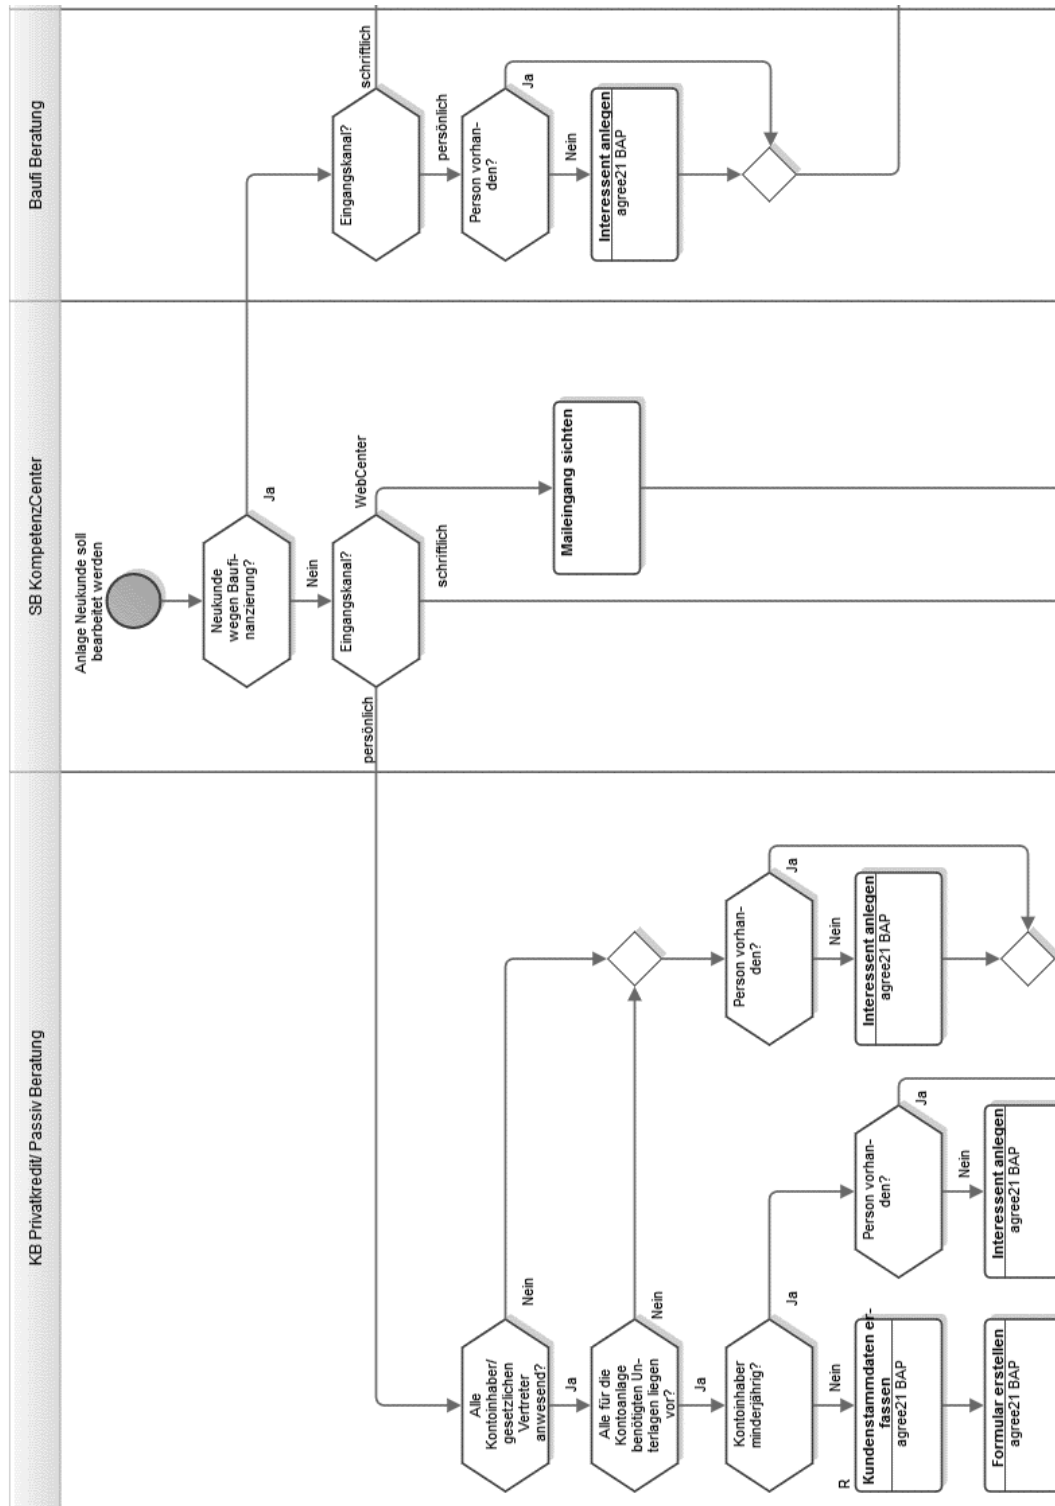 Baufi Beratung
schriftlich
Eingangskanal?
persönlich
Ja
Person vorhan-
den?
Nein
Interessent anlegen
agree21 BAP
SB KompetenzCenter
Anlage Neukunde soll
bearbeitet werden
Neukunde
wegen Baufi-
nanzierung?
Ja
Nein
Eingangskanal?
WebCenter
schriftlich
persönlich
Maileingang sichten
KB Privatkredit/ Passiv Beratung
Alle
Kontoinhaber/
gesetzlichen
Vertreter
anwesend?
Nein
Ja
Alle für die
Kontoanlage
benötigten Un-
terlagen liegen
vor?
Nein
Ja
Kontoinhaber
minderjährig?
Ja
Nein
Person vorhan-
den?
Ja
Nein
Interessent anlegen
agree21 BAP
Person vorhan-
den?
Ja
Nein
Interessent anlegen
agree21 BAP
R
Kundenstammdaten er-
fassen
agree21 BAP
Formular erstellen
agree21 BAP